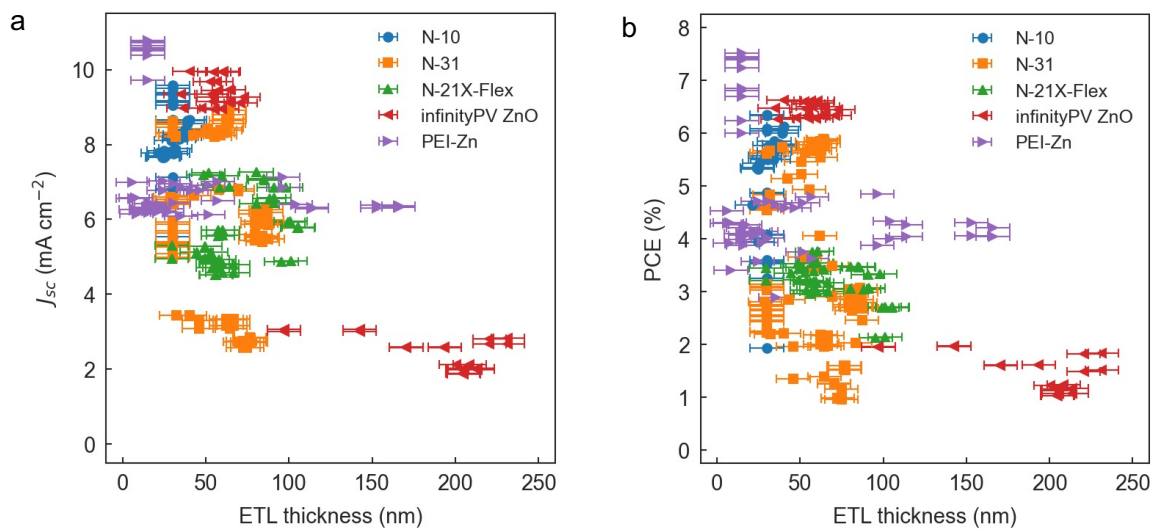 a
10
8
6
4
2
0
J_sc (mA cm⁻²)
0 50 100 150 200 250
ETL thickness (nm)
N-10
N-31
N-21X-Flex
infinityPV ZnO
PEI-Zn
b
8
7
6
5
4
3
2
1
0
PCE (%)
0 50 100 150 200 250
ETL thickness (nm)
N-10
N-31
N-21X-Flex
infinityPV ZnO
PEI-Zn